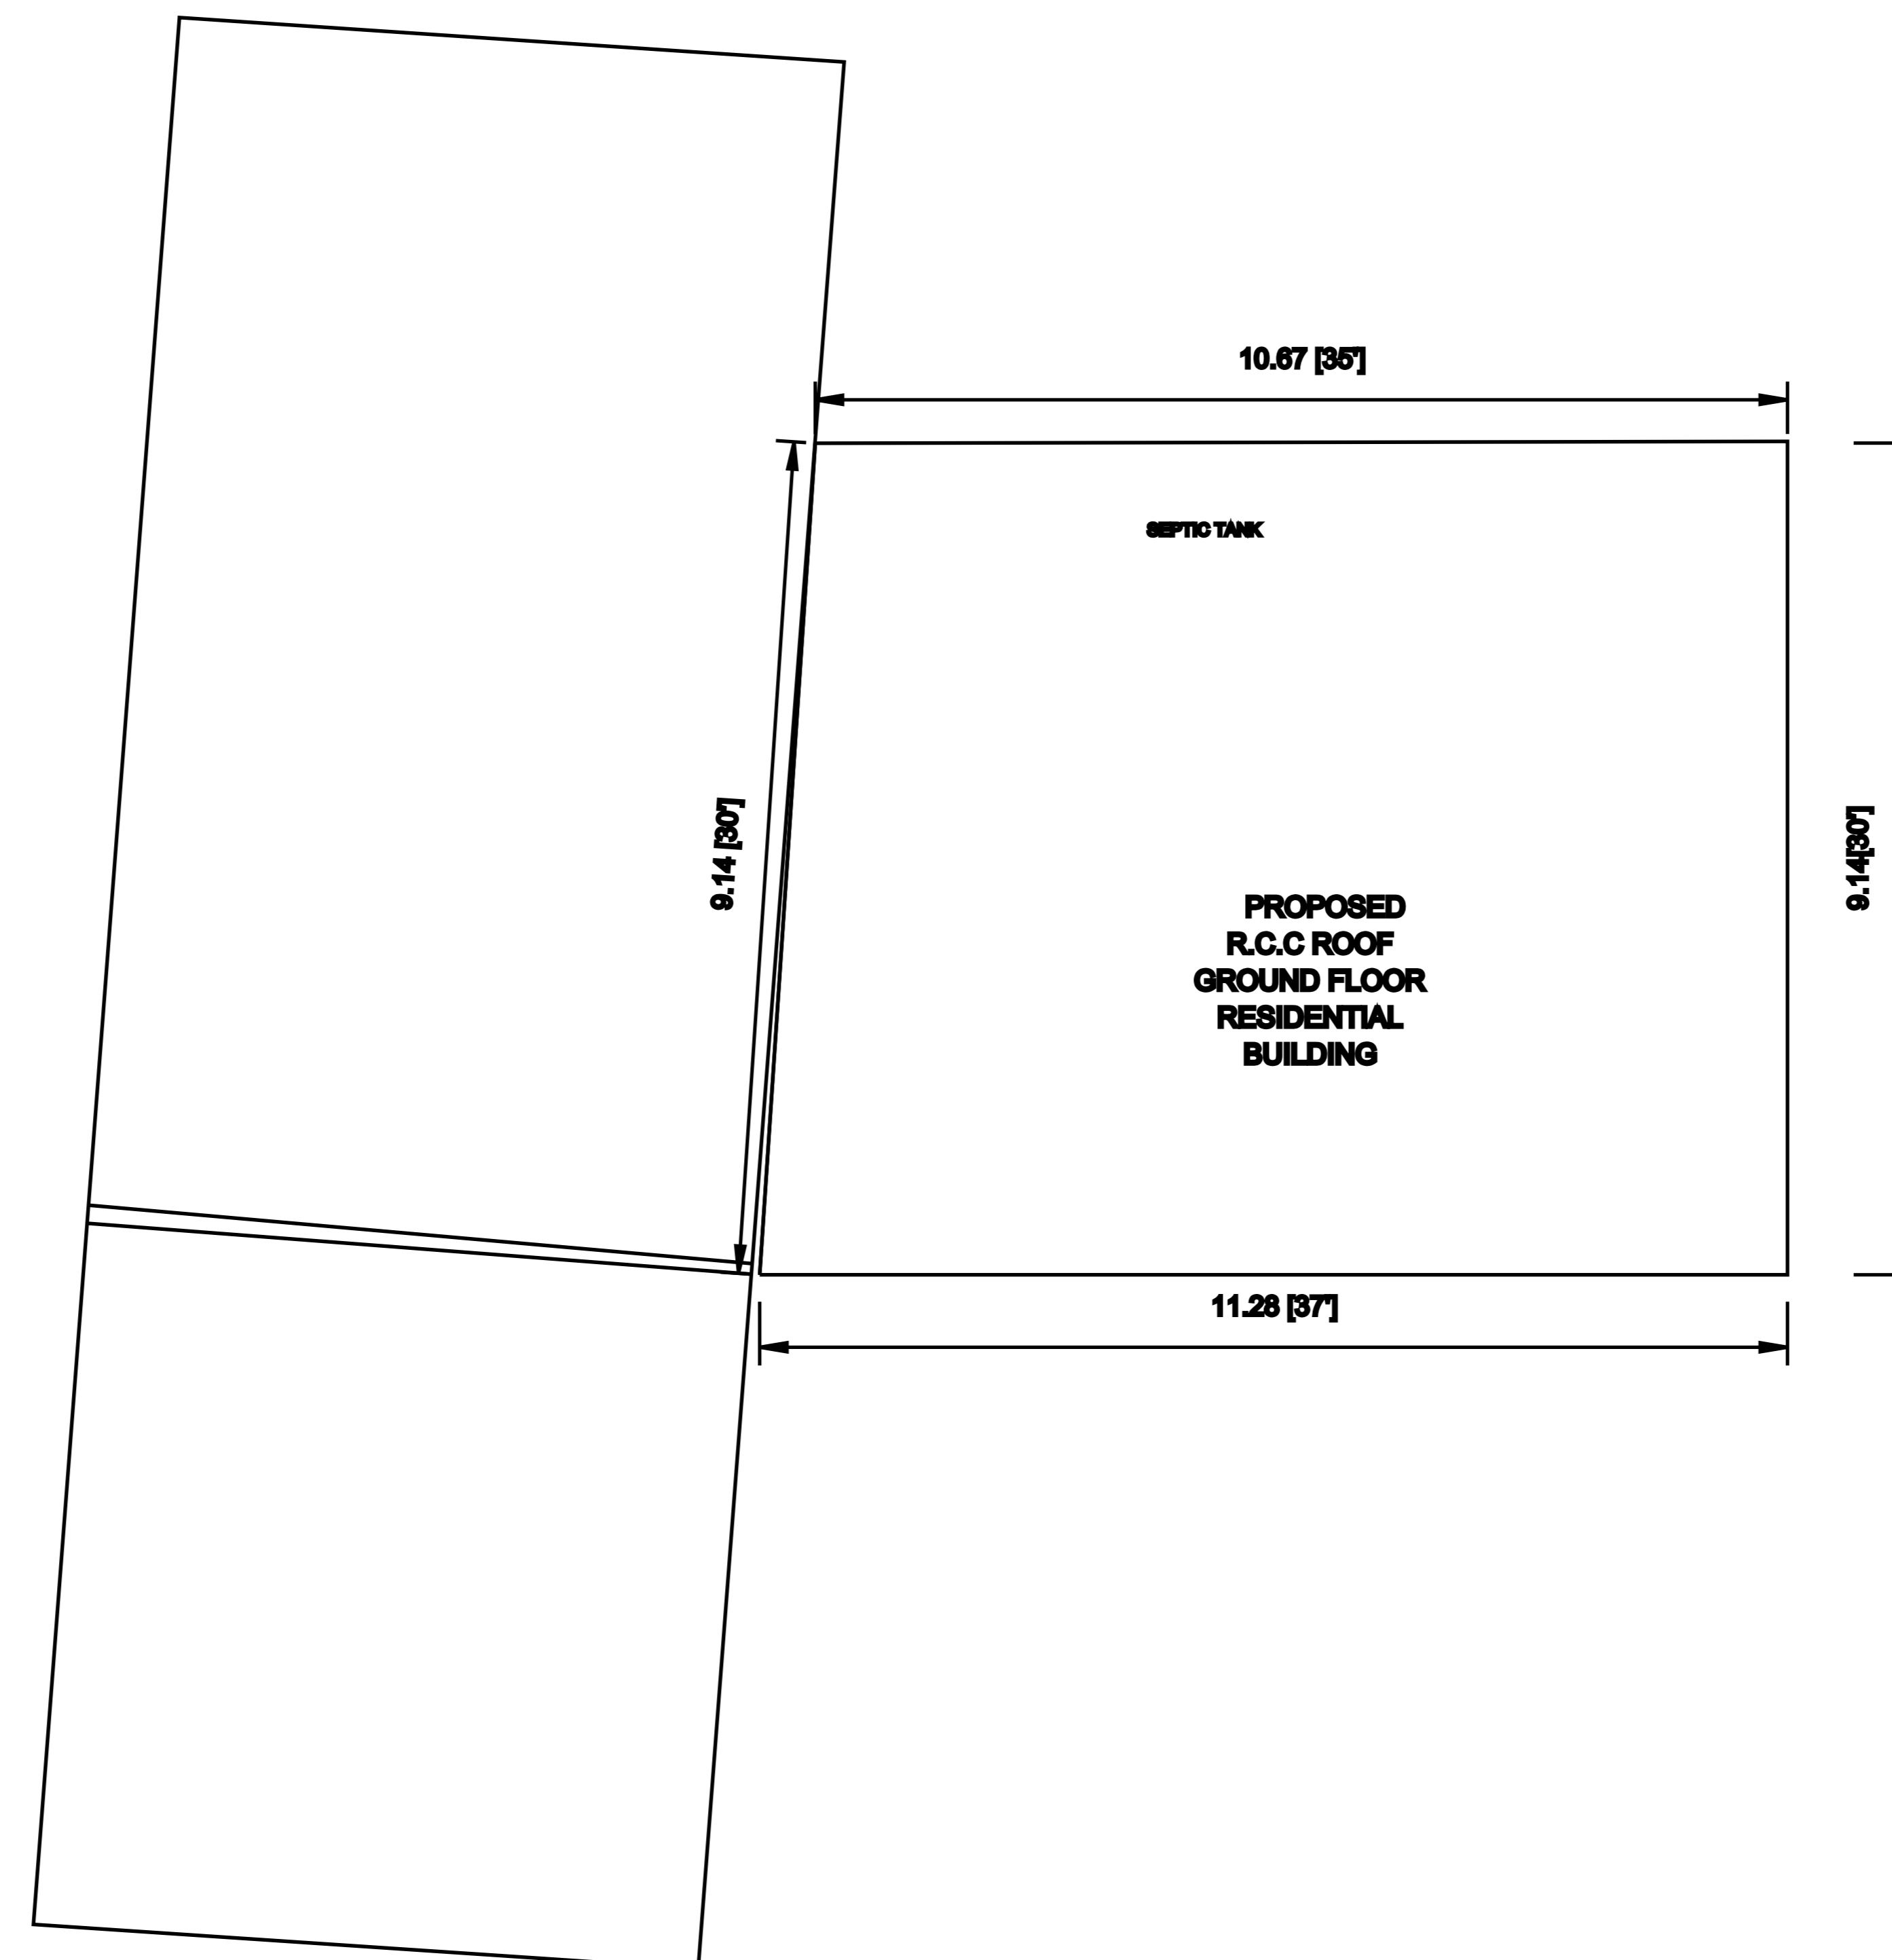 10.67 [35']
SEPTIC TANK
9.14 [30']
9.14[30']
PROPOSED
R.C.C ROOF
GROUND FLOOR
RESIDENTIAL
BUILDING
11.28 [37']